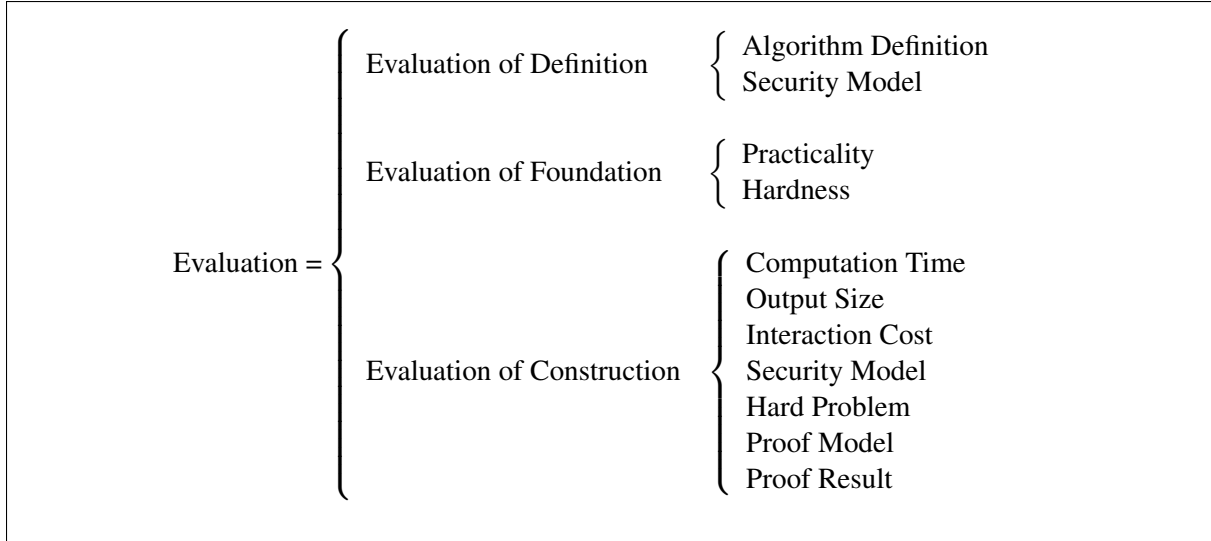 Evaluation =
Evaluation of Definition
Algorithm Definition
Security Model
Evaluation of Foundation
Practicality
Hardness
Evaluation of Construction
Computation Time
Output Size
Interaction Cost
Security Model
Hard Problem
Proof Model
Proof Result